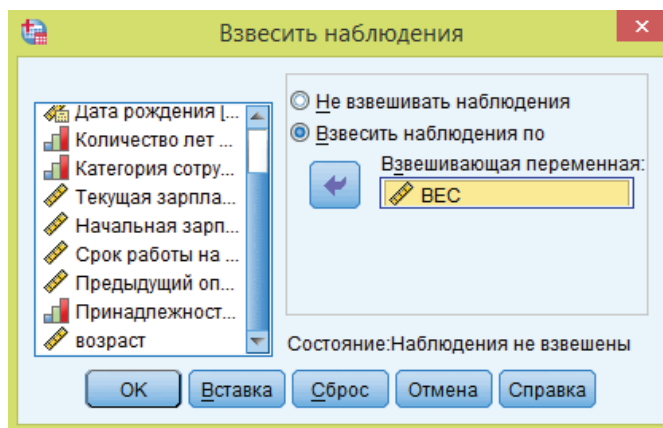 Взвесить наблюдения
Дата рождения [...
Количество лет ...
Категория сотру...
Текущая зарпла...
Начальная зарп...
Срок работы на ...
Предыдущий оп...
Принадлежност...
возраст
Не взвешивать наблюдения
Взвесить наблюдения по
Взвешивающая переменная:
ВЕС
Состояние:Наблюдения не взвешены
ОК
Вставка
Сброс
Отмена
Справка